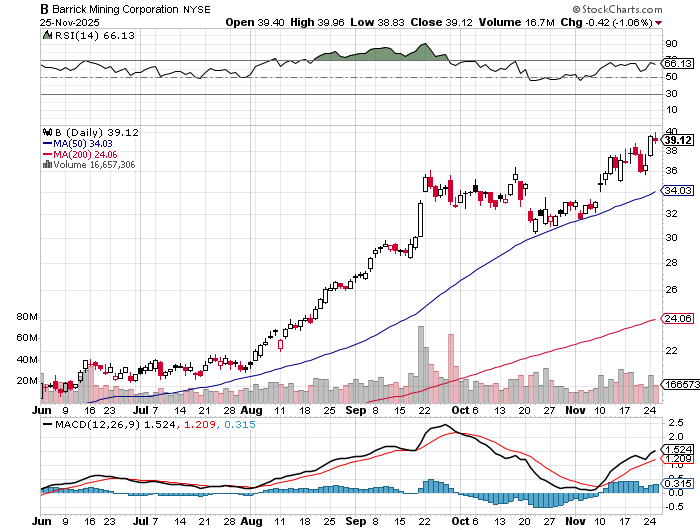 B Barrick Mining Corporation NYSE © StockCharts.com
25-Nov-2025 Open 39.40 High 39.96 Low 38.83 Close 39.12 Volume 16.7M Chg -0.42 (-1.06%)
RSI(14) 66.13
90
70
66.13
50
30
10
B (Daily) 39.12
MA(50) 34.03
MA(200) 24.06
Volume 16,657,306
40
39.12
38
36
34.03
34
32
30
28
26
24.06
22
80M
60M
40M
20M
16657306
Jun 9 16 23 Jul 7 14 21 28 Aug 11 18 25 Sep 8 15 22 Oct 6 13 20 27 Nov 10 17 24
MACD(12,26,9) 1.524, 1.209, 0.315
2.5
2.0
1.524
1.209
0.315
0.0
-0.5
Jun 9 16 23 Jul 7 14 21 28 Aug 11 18 25 Sep 8 15 22 Oct 6 13 20 27 Nov 10 17 24